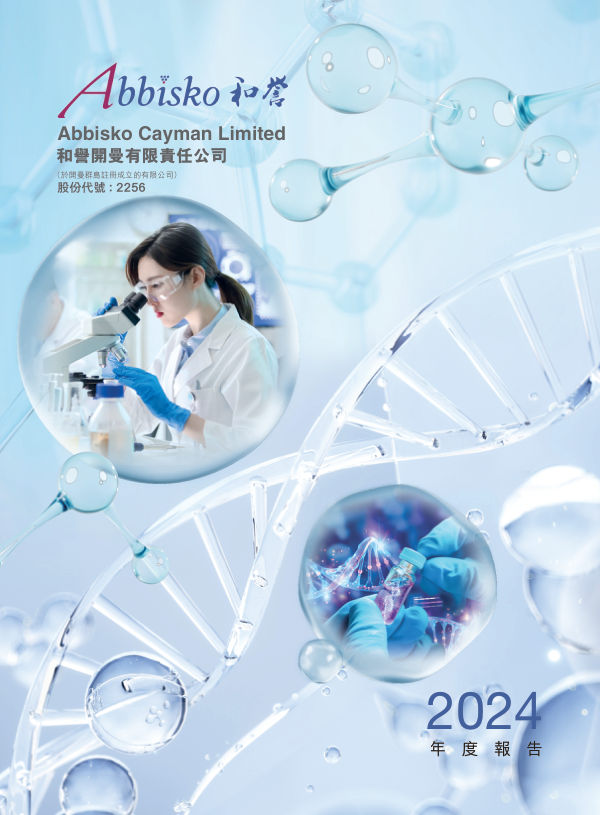 Abbisko 和誉
Abbisko Cayman Limited
和譽開曼有限責任公司
(於開曼群島註冊成立的有限公司)
股份代號：2256
2024
年度報告